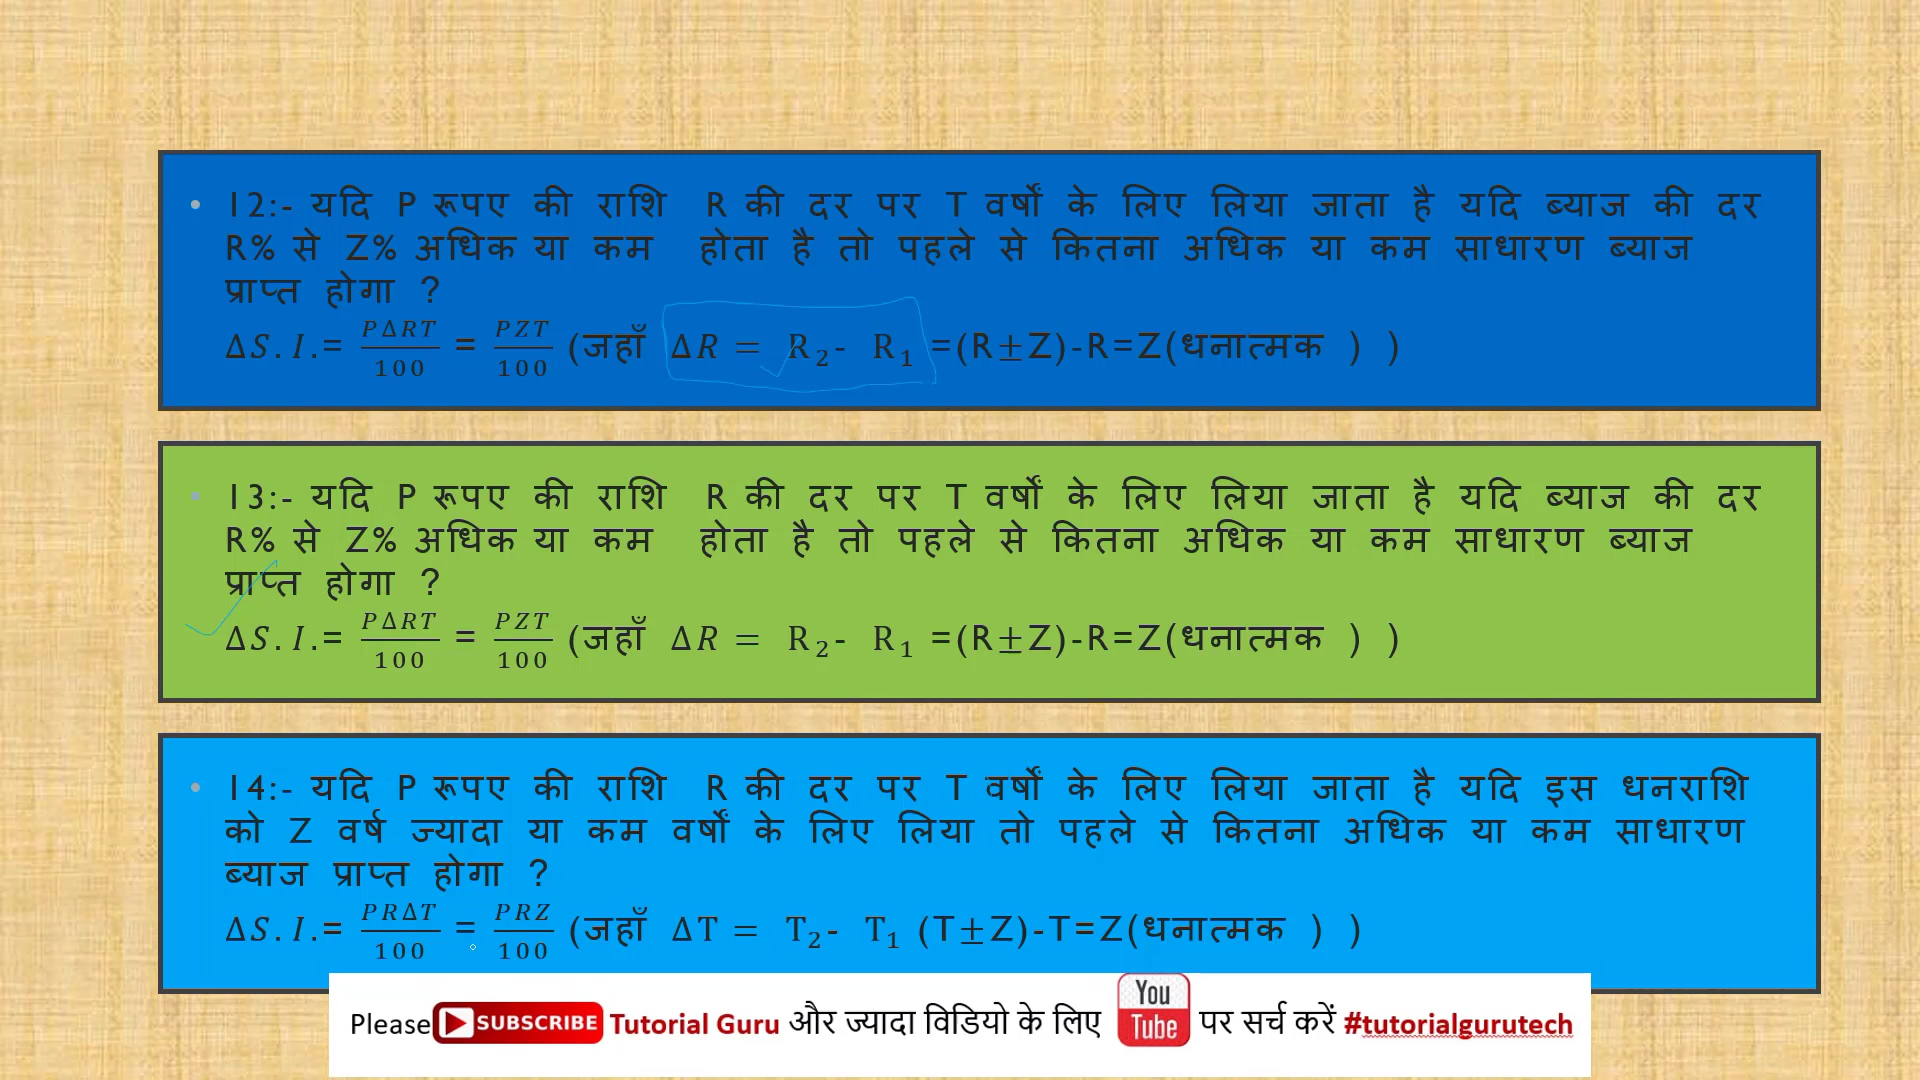 • 12:- यदि P रूपए की राशि R की दर पर T वर्षों के लिए लिया जाता है यदि ब्याज की दर
R% से Z% अधिक या कम होता है तो पहले से कितना अधिक या कम साधारण ब्याज
प्राप्त होगा ?
ΔS.I.= PΔRT/100 = PZT/100 (जहाँ ΔR = R₂- R₁ =(R±Z)-R=Z(धनात्मक ) )
• 13:- यदि P रूपए की राशि R की दर पर T वर्षों के लिए लिया जाता है यदि ब्याज की दर
R% से Z% अधिक या कम होता है तो पहले से कितना अधिक या कम साधारण ब्याज
प्राप्त होगा ?
ΔS.I.= PΔRT/100 = PZT/100 (जहाँ ΔR = R₂- R₁ =(R±Z)-R=Z(धनात्मक ) )
• 14:- यदि P रूपए की राशि R की दर पर T वर्षों के लिए लिया जाता है यदि इस धनराशि
को Z वर्ष ज्यादा या कम वर्षों के लिए लिया तो पहले से कितना अधिक या कम साधारण
ब्याज प्राप्त होगा ?
ΔS.I.= PRΔT/100 = PRZ/100 (जहाँ ΔT = T₂- T₁ (T±Z)-T=Z(धनात्मक ) )
Please SUBSCRIBE Tutorial Guru और ज्यादा विडियो के लिए You Tube पर सर्च करें #tutorialgurutech